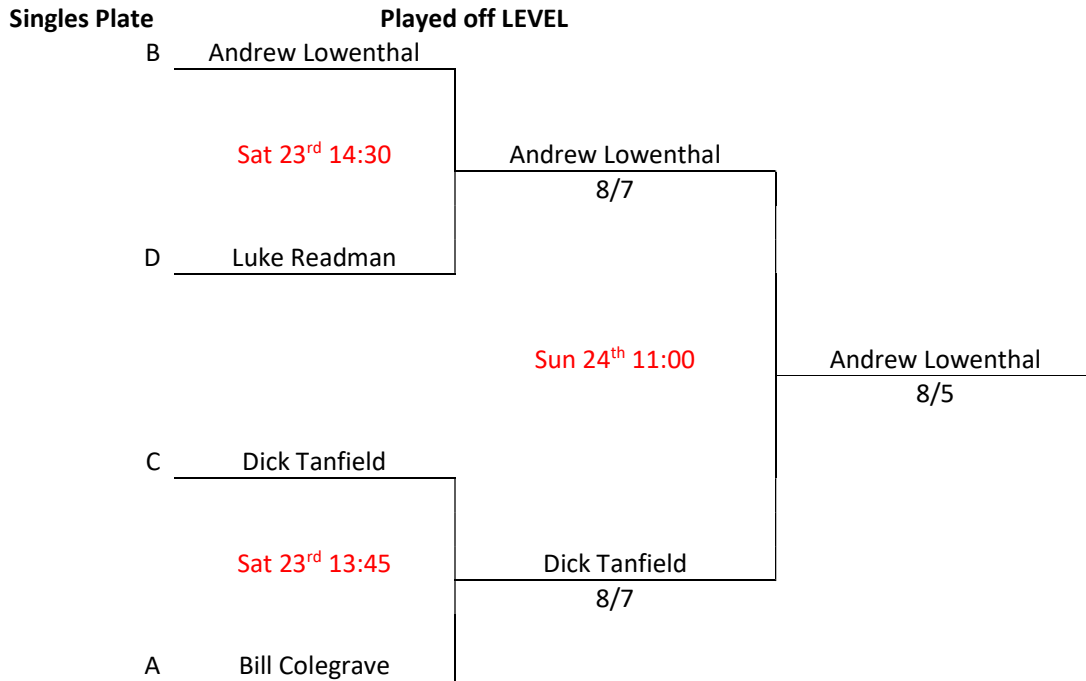 Singles Plate Played off LEVEL
B Andrew Lowenthal
Sat 23rd 14:30 Andrew Lowenthal
8/7
D Luke Readman
Sun 24th 11:00 Andrew Lowenthal
8/5
C Dick Tanfield
Sat 23rd 13:45 Dick Tanfield
8/7
A Bill Colegrave